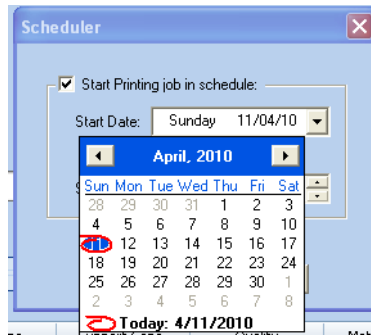 Scheduler
Start Printing job in schedule:
Start Date: Sunday 11/04/10
April, 2010
Sun Mon Tue Wed Thu Fri Sat
28 29 30 31 1 2 3
4 5 6 7 8 9 10
11 12 13 14 15 16 17
18 19 20 21 22 23 24
25 26 27 28 29 30 1
2 3 4 5 6 7 8
Today: 4/11/2010